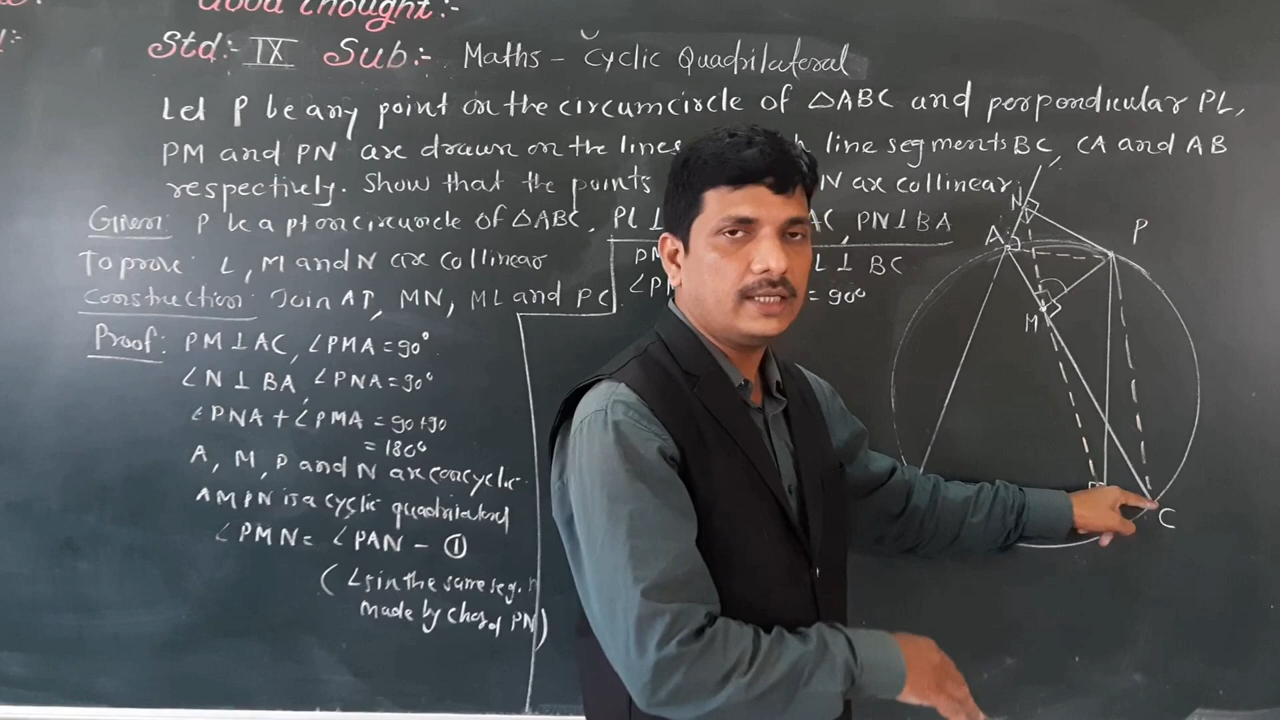 Good Thought:-
Std:- IX Sub:- Maths - Cyclic Quadrilateral
Let P be any point on the circumcircle of △ABC and perpendicular PL,
PM and PN are drawn on the lines line segments BC, CA and AB
respectively. Show that the points N are collinear.
Given: P is a pt on circumcircle of △ABC, PL ⊥ AC, PN ⊥ BA
To prove: L, M and N are collinear
Construction: Join AP, MN, ML and PC
Proof: PM ⊥ AC, ∠PMA = 90°
∠N ⊥ BA, ∠PNA = 90°
∠PNA + ∠PMA = 90 + 90
= 180°
A, M, P and N are concyclic.
AMPN is a cyclic quadrilateral
∠PMN = ∠PAN - ①
(∠s in the same seg.
made by chord PN)
⊥ BC
= 90°
N
A
P
M
C